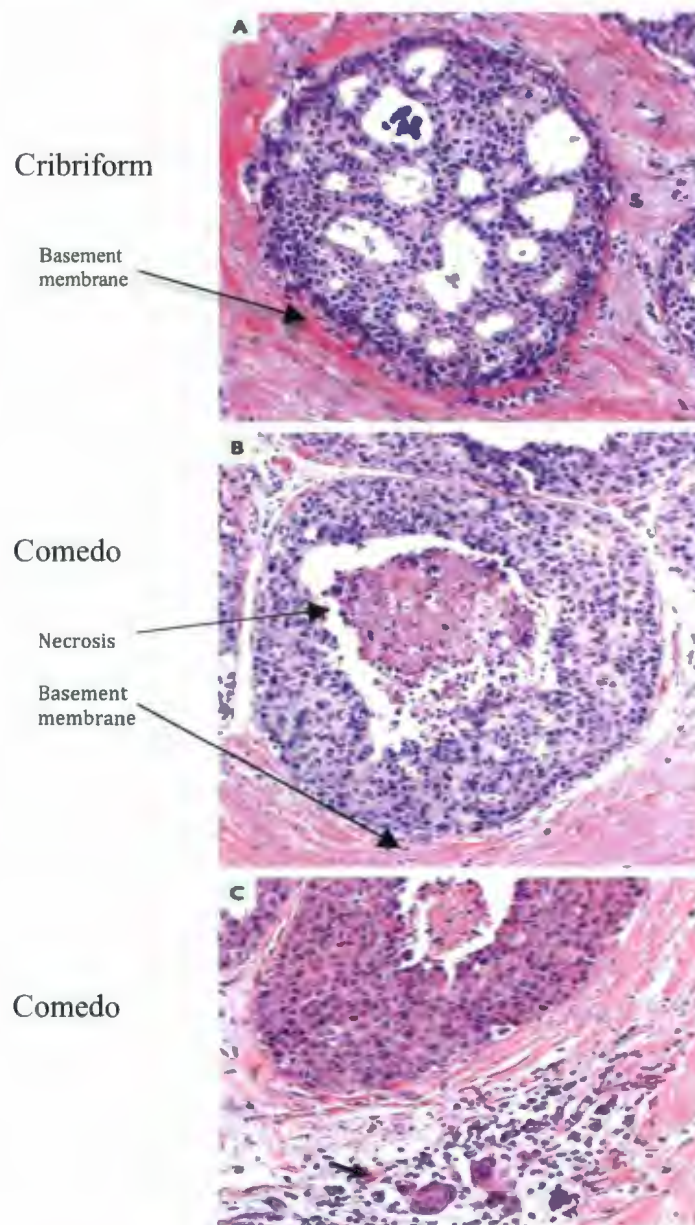 A
Cribriform
Basement
membrane
B
Comedo
Necrosis
Basement
membrane
C
Comedo